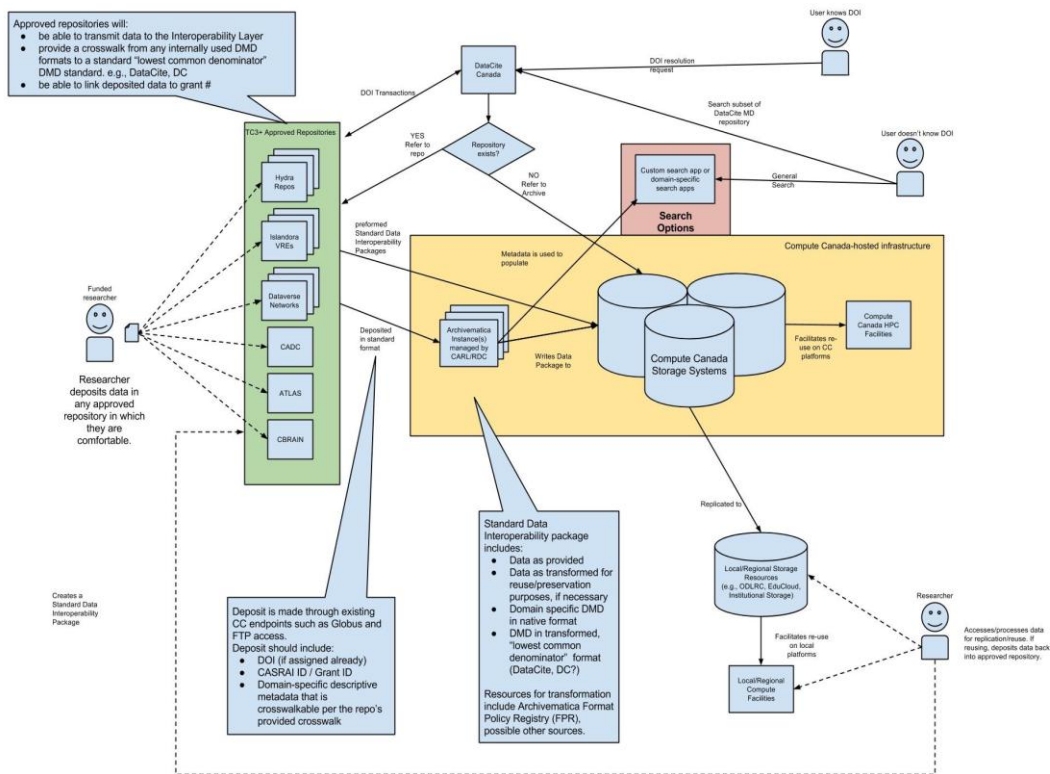 Approved repositories will:
● be able to transmit data to the Interoperability Layer
● provide a crosswalk from any internally used DMD
formats to a standard “lowest common denominator”
DMD standard. e.g., DataCite, DC
● be able to link deposited data to grant #
User knows DOI
DataCite
Canada
DOI resolution
request
DOI Transactions
Search subset of
DataCite MD
repository
User doesn't know DOI
TC3+ Approved Repositories
YES
Refer to
repo
Repository
exists?
NO
Refer to
Archive
Custom search app or
domain-specific
search apps
General
Search
Search
Options
Hydra
Repos
Islandora
VREs
Dataverse
Networks
CADC
ATLAS
CBRAIN
preformed
Standard Data
Interoperability
Packages
Compute Canada-hosted infrastructure
Metadata is used to
populate
Funded
researcher
Researcher
deposits data in
any approved
repository in which
they are
comfortable.
Deposited
in standard
format
Archivematica
Instance(s)
managed by
CARL/RDC
Writes Data
Package to
Compute Canada
Storage Systems
Facilitates re-
use on CC
platforms
Compute
Canada HPC
Facilities
Replicated to
Creates a
Standard Data
Interoperability
Package
Deposit is made through existing
CC endpoints such as Globus and
FTP access.
Deposit should include:
● DOI (if assigned already)
● CASRAI ID / Grant ID
● Domain-specific descriptive
metadata that is
crosswalkable per the repo's
provided crosswalk
Standard Data
Interoperability package
includes:
● Data as provided
● Data as transformed for
reuse/preservation
purposes, if necessary
● Domain specific DMD
in native format
● DMD in transformed,
“lowest common
denominator” format
(DataCite, DC?)
Resources for transformation
include Archivematica Format
Policy Registry (FPR),
possible other sources.
Local/Regional Storage
Resources
(e.g., ODLRC, EduCloud,
Institutional Storage)
Facilitates re-use
on local
platforms
Local/Regional
Compute
Facilities
Researcher
Accesses/processes data
for replication/reuse. If
reusing, deposits data back
into approved repository.